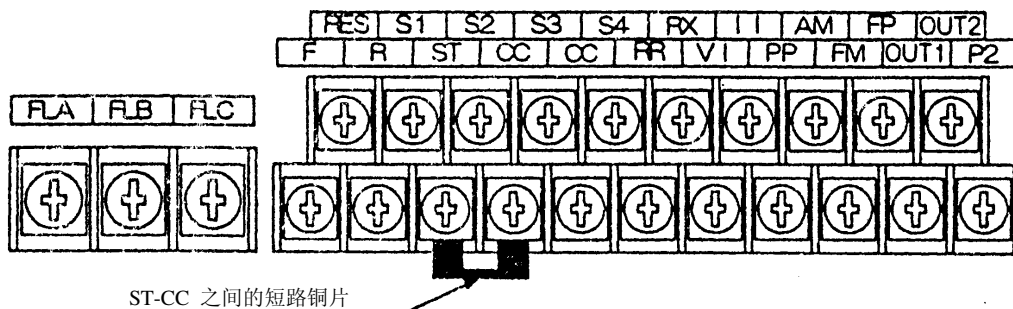 RES S1 S2 S3 S4 RX II AM FP OUT2
F R ST CC CC RR VI PP FM OUT1 P2
FLA FLB FLC
ST-CC 之间的短路铜片